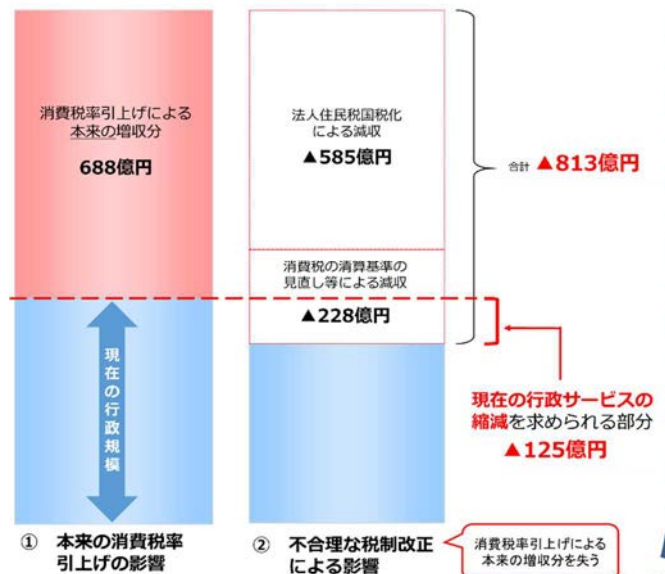 消費税率引上げによる
本来の増収分
688億円
現在の行政規模
① 本来の消費税率
引上げの影響
法人住民税国税化
による減収
▲585億円
消費税の清算基準の
見直し等による減収
▲228億円
② 不合理な税制改正
による影響
合計 ▲813億円
現在の行政サービスの
縮減を求められる部分
▲125億円
消費税率引上げによる
本来の増収分を失う